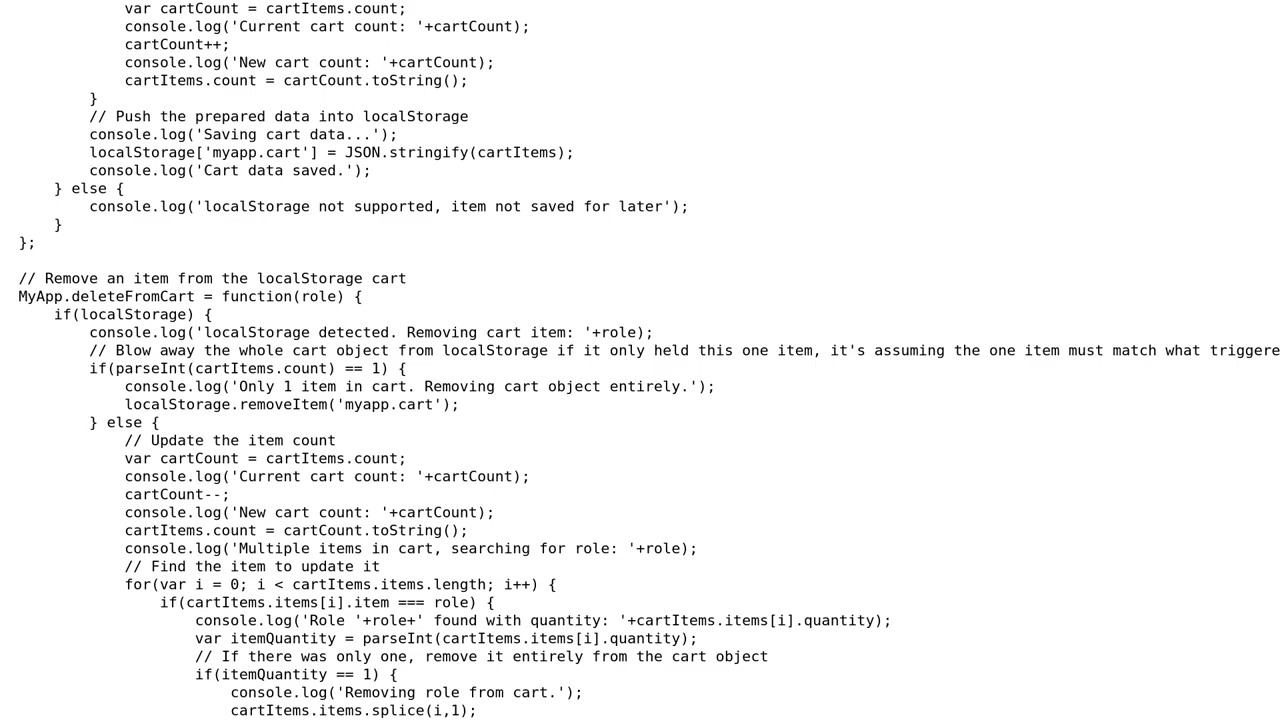 var cartCount = cartItems.count;
            console.log('Current cart count: '+cartCount);
            cartCount++;
            console.log('New cart count: '+cartCount);
            cartItems.count = cartCount.toString();
        }
        // Push the prepared data into localStorage
        console.log('Saving cart data...');
        localStorage['myapp.cart'] = JSON.stringify(cartItems);
        console.log('Cart data saved.');
    } else {
        console.log('localStorage not supported, item not saved for later');
    }
};

// Remove an item from the localStorage cart
MyApp.deleteFromCart = function(role) {
    if(localStorage) {
        console.log('localStorage detected. Removing cart item: '+role);
        // Blow away the whole cart object from localStorage if it only held this one item, it's assuming the one item must match what triggere
        if(parseInt(cartItems.count) == 1) {
            console.log('Only 1 item in cart. Removing cart object entirely.');
            localStorage.removeItem('myapp.cart');
        } else {
            // Update the item count
            var cartCount = cartItems.count;
            console.log('Current cart count: '+cartCount);
            cartCount--;
            console.log('New cart count: '+cartCount);
            cartItems.count = cartCount.toString();
            console.log('Multiple items in cart, searching for role: '+role);
            // Find the item to update it
            for(var i = 0; i < cartItems.items.length; i++) {
                if(cartItems.items[i].item === role) {
                    console.log('Role '+role+' found with quantity: '+cartItems.items[i].quantity);
                    var itemQuantity = parseInt(cartItems.items[i].quantity);
                    // If there was only one, remove it entirely from the cart object
                    if(itemQuantity == 1) {
                        console.log('Removing role from cart.');
                        cartItems.items.splice(i,1);